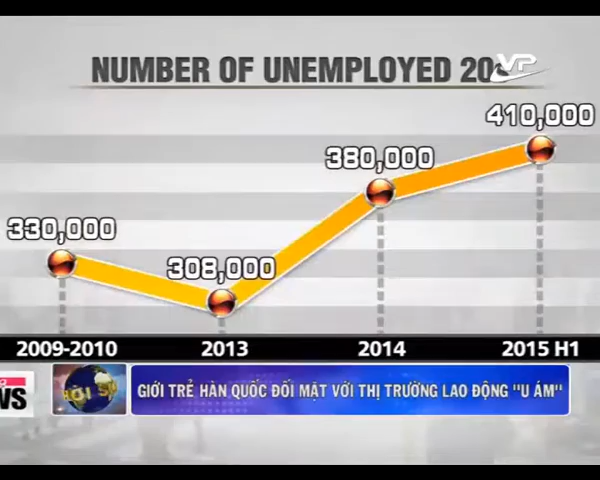 NUMBER OF UNEMPLOYED
VP
410,000
380,000
330,000
308,000
2009-2010 2013 2014 2015 H1
GIỚI TRẺ HÀN QUỐC ĐỐI MẶT VỚI THỊ TRƯỜNG LAO ĐỘNG "U ÁM"